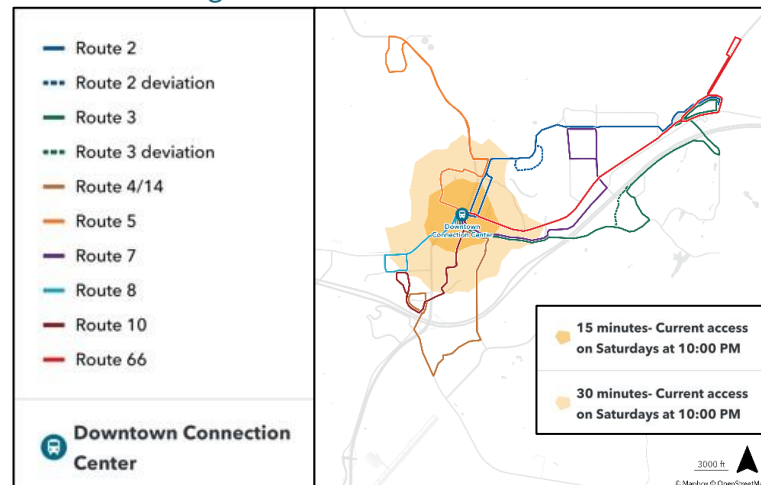 Route 2
Route 2 deviation
Route 3
Route 3 deviation
Route 4/14
Route 5
Route 7
Route 8
Route 10
Route 66
Downtown Connection
Center
Downtown
Connection Center
15 minutes- Current access
on Saturdays at 10:00 PM
30 minutes- Current access
on Saturdays at 10:00 PM
3000 ft
© Mapbox © OpenStreetMa